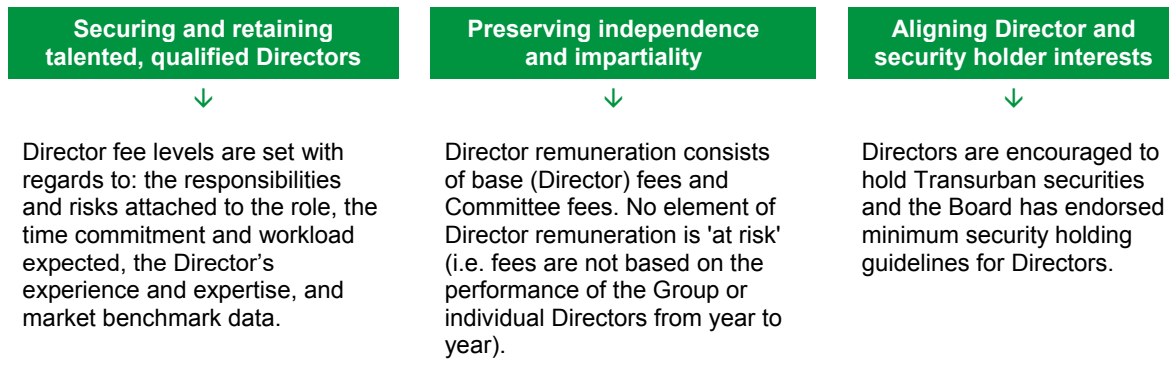 Securing and retaining
talented, qualified Directors
Director fee levels are set with
regards to: the responsibilities
and risks attached to the role, the
time commitment and workload
expected, the Director’s
experience and expertise, and
market benchmark data.
Preserving independence
and impartiality
Director remuneration consists
of base (Director) fees and
Committee fees. No element of
Director remuneration is 'at risk'
(i.e. fees are not based on the
performance of the Group or
individual Directors from year to
year).
Aligning Director and
security holder interests
Directors are encouraged to
hold Transurban securities
and the Board has endorsed
minimum security holding
guidelines for Directors.